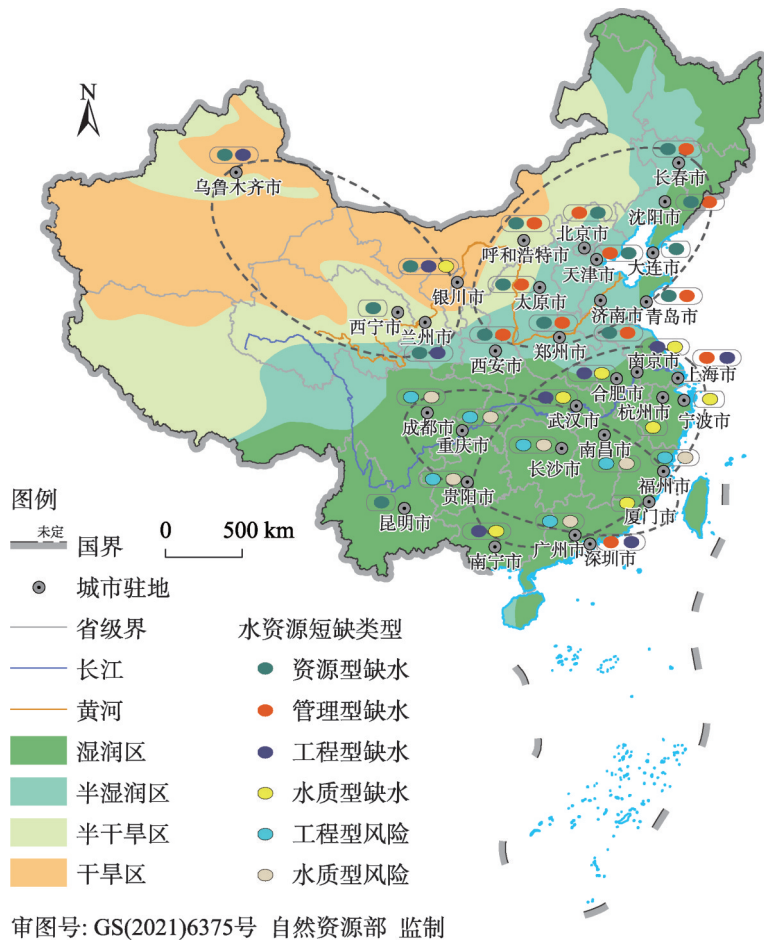 N
乌鲁木齐市
长春市
沈阳市
北京市
呼和浩特市
天津市
大连市
银川市
太原市
济南市
青岛市
西宁市
兰州市
西安市
郑州市
南京市
上海市
合肥市
杭州市
宁波市
武汉市
成都市
重庆市
南昌市
长沙市
福州市
贵阳市
昆明市
厦门市
广州市
南宁市
深圳市
0 500 km
图例
未定
国界
城市驻地
省级界
长江
黄河
湿润区
半湿润区
半干旱区
干旱区
水资源短缺类型
资源型缺水
管理型缺水
工程型缺水
水质型缺水
工程型风险
水质型风险
审图号: GS(2021)6375号 自然资源部 监制